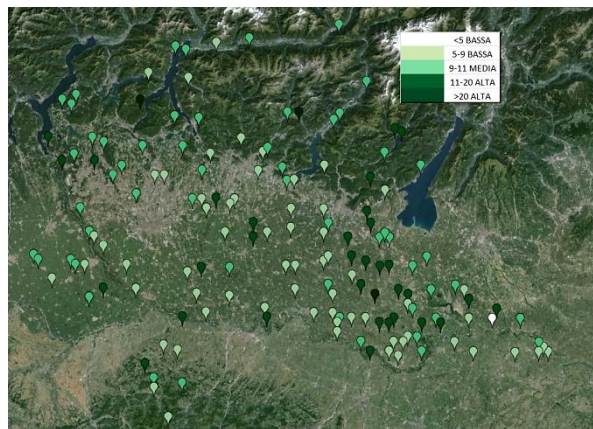 <5 BASSA
5-9 BASSA
9-11 MEDIA
11-20 ALTA
>20 ALTA